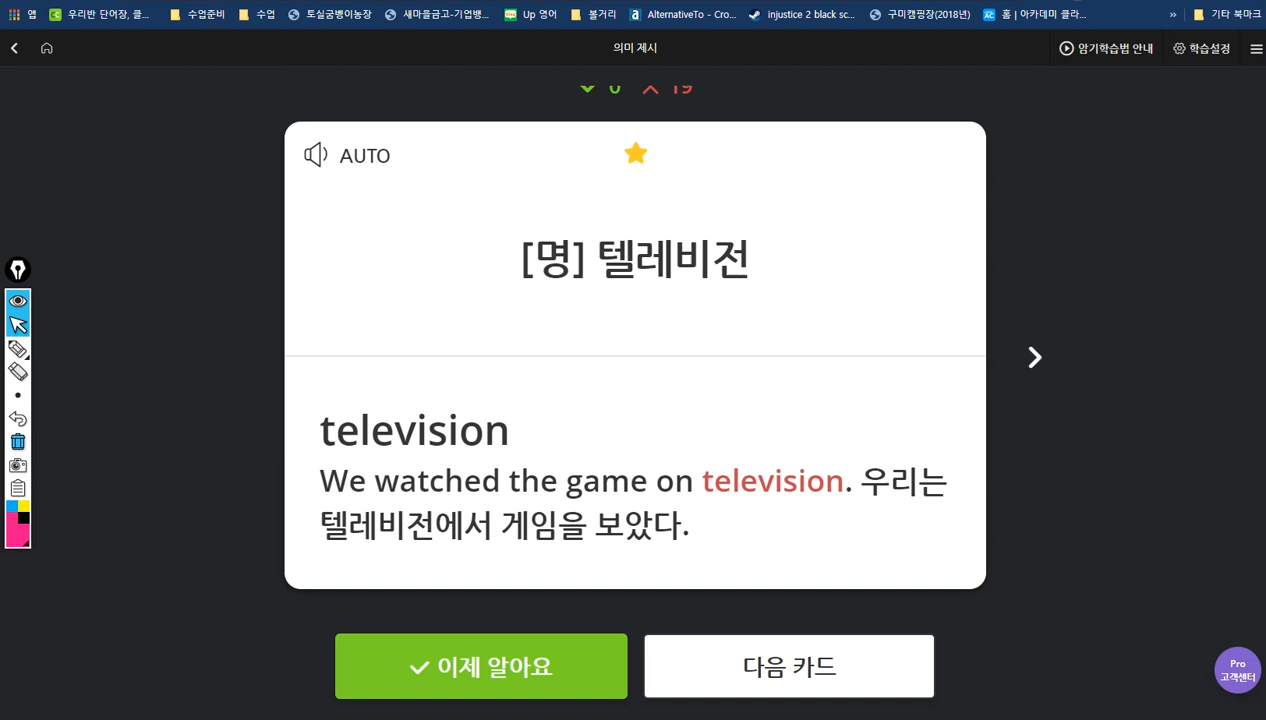 앱 우리반 단어장, 클... 수업준비 수업 토실굼벵이농장 새마을금고-기업뱅... Up 영어 볼거리 AlternativeTo - Cro... injustice 2 black sc... 구미캠핑장(2018년) 홈 | 아카데미 클라... » 기타 북마크
의미 제시 암기학습법 안내 학습설정
0 19
AUTO
[명] 텔레비전
television
We watched the game on television. 우리는
텔레비전에서 게임을 보았다.
이제 알아요 다음 카드
Pro
고객센터